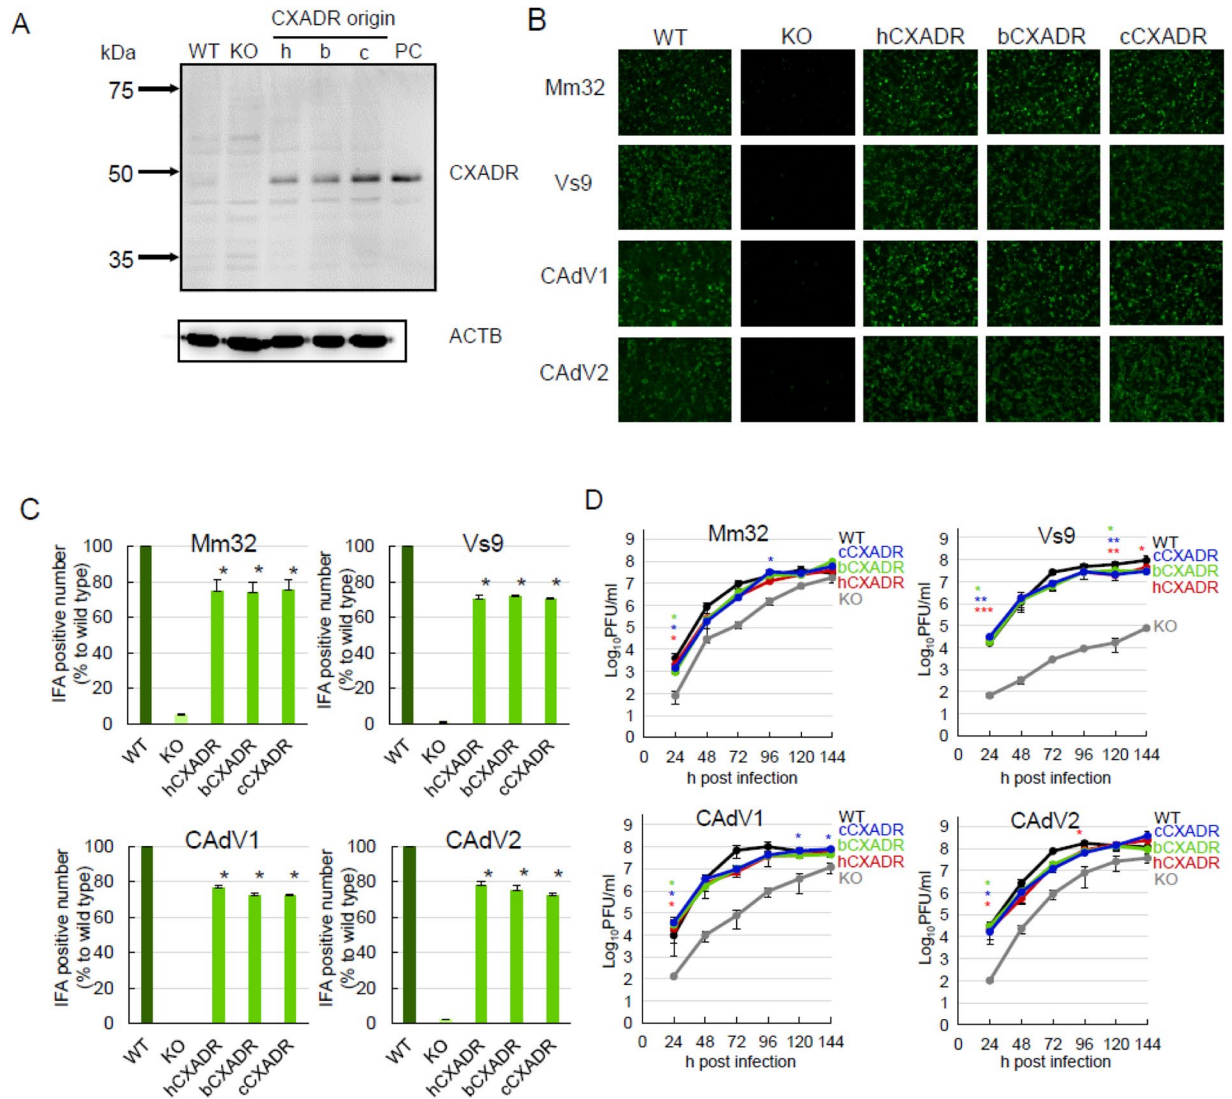 A
CXADR origin
kDa
WT KO h b c PC
75
50
35
CXADR
ACTB
B
WT KO hCXADR bCXADR cCXADR
Mm32
Vs9
CAdV1
CAdV2
C
Mm32
IFA positive number
(% to wild type)
100
80
60
40
20
0
* * *
WT KO hCXADR bCXADR cCXADR
Vs9
IFA positive number
(% to wild type)
100
80
60
40
20
0
* * *
WT KO hCXADR bCXADR cCXADR
CAdV1
IFA positive number
(% to wild type)
100
80
60
40
20
0
* * *
WT KO hCXADR bCXADR cCXADR
CAdV2
IFA positive number
(% to wild type)
100
80
60
40
20
0
* * *
WT KO hCXADR bCXADR cCXADR
D
Mm32
Log10PFU/ml
9
8
7
6
5
4
3
2
1
0
*
*
*
*
WT
cCXADR
bCXADR
hCXADR
KO
0 24 48 72 96 120 144
h post infection
Vs9
Log10PFU/ml
9
8
7
6
5
4
3
2
1
0
*
**
***
*
**
**
*
WT
cCXADR
bCXADR
hCXADR
KO
0 24 48 72 96 120 144
h post infection
CAdV1
Log10PFU/ml
9
8
7
6
5
4
3
2
1
0
*
*
*
* *
WT
cCXADR
bCXADR
hCXADR
KO
0 24 48 72 96 120 144
h post infection
CAdV2
Log10PFU/ml
9
8
7
6
5
4
3
2
1
0
*
*
*
*
WT
cCXADR
bCXADR
hCXADR
KO
0 24 48 72 96 120 144
h post infection